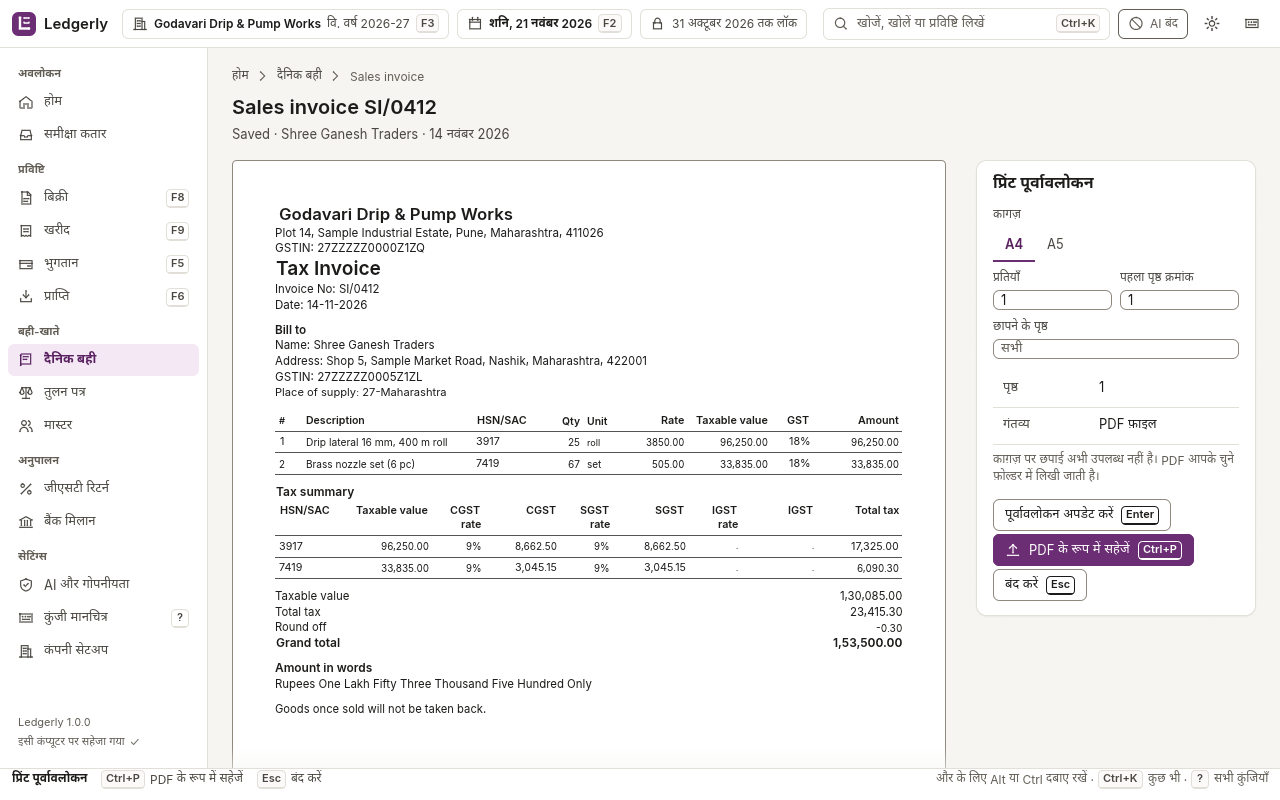 Ledgerly
Godavari Drip & Pump Works वि. वर्ष 2026-27 F3
शनि, 21 नवंबर 2026 F2
31 अक्टूबर 2026 तक लॉक
खोजें, खोलें या प्रविष्टि लिखें Ctrl+K
AI बंद
अवलोकन
होम
समीक्षा कतार
प्रविष्टि
बिक्री F8
खरीद F9
भुगतान F5
प्राप्ति F6
बही-खाते
दैनिक बही
तुलन पत्र
मास्टर
अनुपालन
जीएसटी रिटर्न
बैंक मिलान
सेटिंग्स
AI और गोपनीयता
कुंजी मानचित्र ?
कंपनी सेटअप
Ledgerly 1.0.0
इसी कंप्यूटर पर सहेजा गया
होम > दैनिक बही > Sales invoice
Sales invoice SI/0412
Saved · Shree Ganesh Traders · 14 नवंबर 2026
Godavari Drip & Pump Works
Plot 14, Sample Industrial Estate, Pune, Maharashtra, 411026
GSTIN: 27ZZZZZ0000Z1ZQ
Tax Invoice
Invoice No: SI/0412
Date: 14-11-2026
Bill to
Name: Shree Ganesh Traders
Address: Shop 5, Sample Market Road, Nashik, Maharashtra, 422001
GSTIN: 27ZZZZZ0005Z1ZL
Place of supply: 27-Maharashtra
# Description HSN/SAC Qty Unit Rate Taxable value GST Amount
1 Drip lateral 16 mm, 400 m roll 3917 25 roll 3850.00 96,250.00 18% 96,250.00
2 Brass nozzle set (6 pc) 7419 67 set 505.00 33,835.00 18% 33,835.00
Tax summary
HSN/SAC Taxable value CGST rate CGST SGST rate SGST IGST rate IGST Total tax
3917 96,250.00 9% 8,662.50 9% 8,662.50 - - 17,325.00
7419 33,835.00 9% 3,045.15 9% 3,045.15 - - 6,090.30
Taxable value 1,30,085.00
Total tax 23,415.30
Round off -0.30
Grand total 1,53,500.00
Amount in words
Rupees One Lakh Fifty Three Thousand Five Hundred Only
Goods once sold will not be taken back.
प्रिंट पूर्वावलोकन
कागज़
A4 A5
प्रतियाँ पहला पृष्ठ क्रमांक
1 1
छापने के पृष्ठ
सभी
पृष्ठ 1
गंतव्य PDF फ़ाइल
काग़ज़ पर छपाई अभी उपलब्ध नहीं है। PDF आपके चुने
फ़ोल्डर में लिखी जाती है।
पूर्वावलोकन अपडेट करें Enter
PDF के रूप में सहेजें Ctrl+P
बंद करें Esc
प्रिंट पूर्वावलोकन Ctrl+P PDF के रूप में सहेजें Esc बंद करें
और के लिए Alt या Ctrl दबाए रखें · Ctrl+K कुछ भी · ? सभी कुंजियाँ